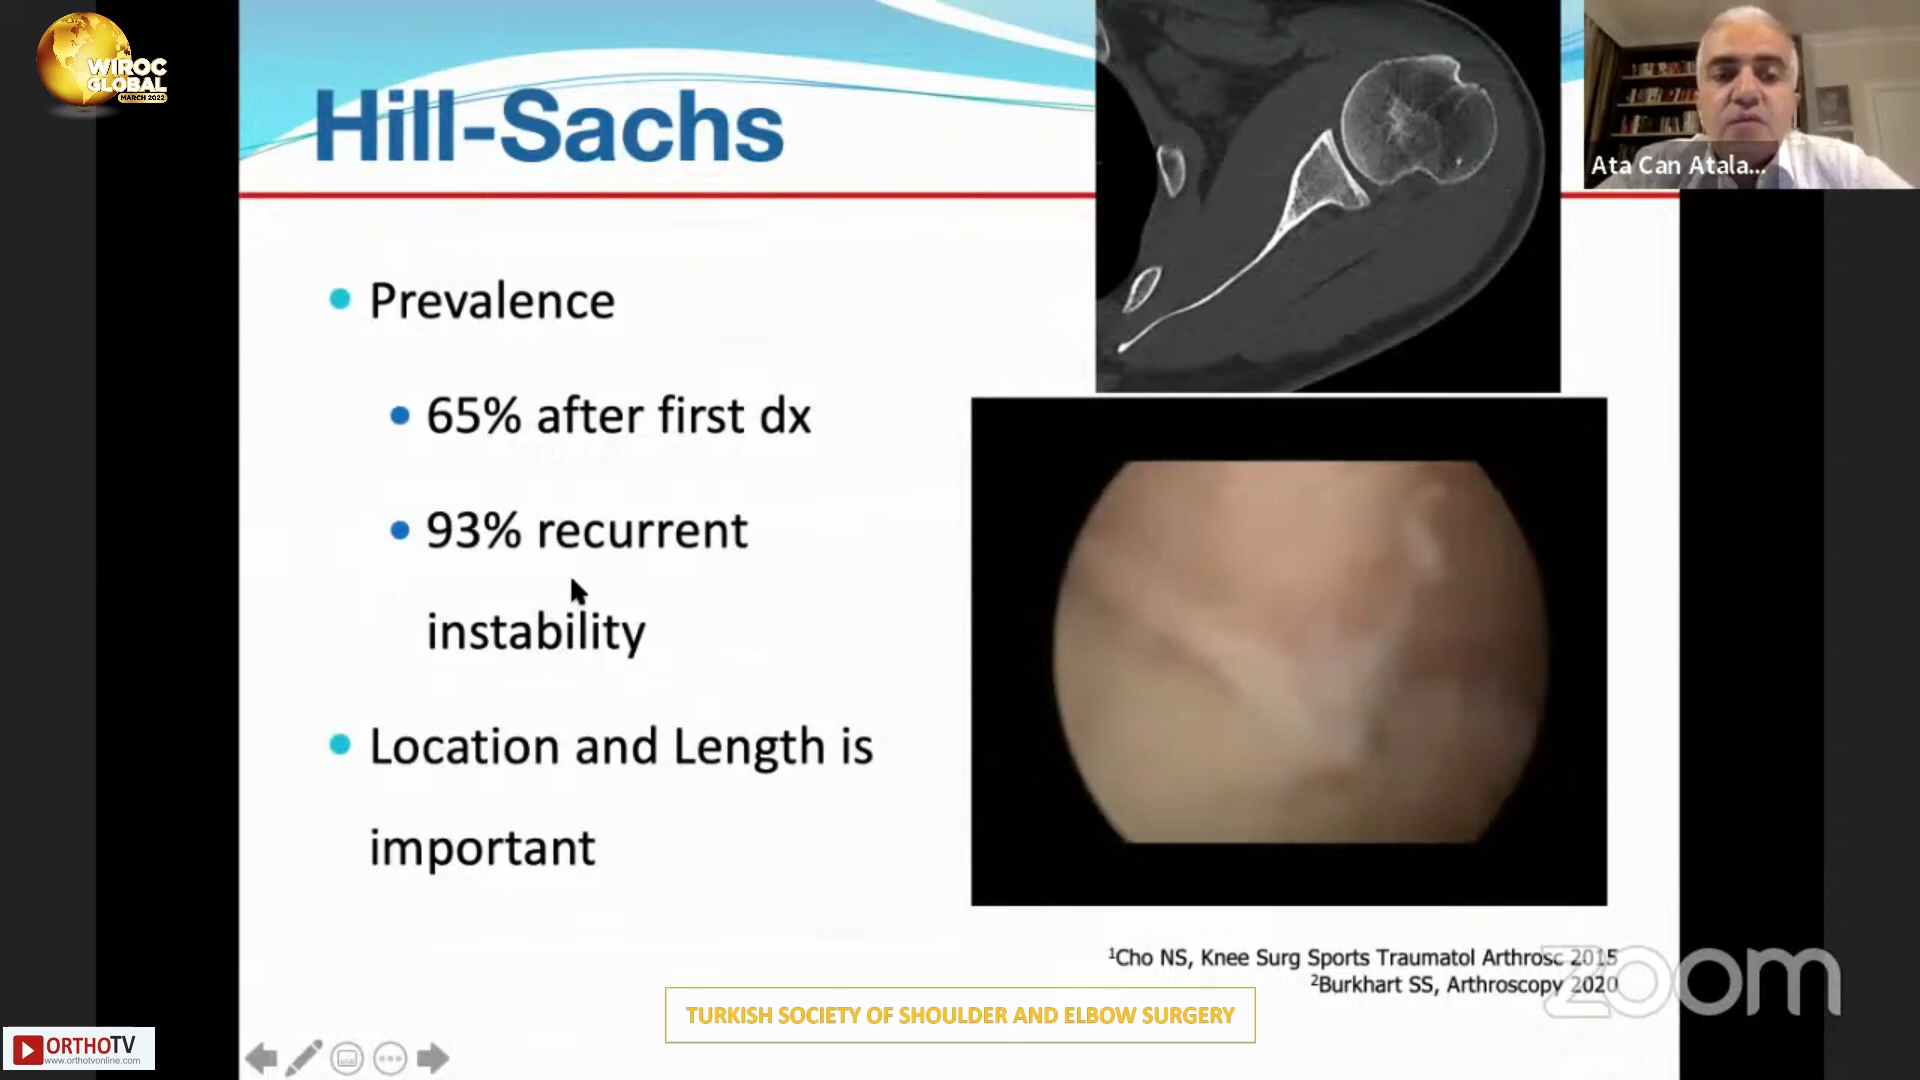 WIROC
GLOBAL
MARCH 2022
Hill-Sachs
Ata Can Atala...
• Prevalence
• 65% after first dx
• 93% recurrent
instability
• Location and Length is
important
¹Cho NS, Knee Surg Sports Traumatol Arthrosc 2015
²Burkhart SS, Arthroscopy 2020
zoom
TURKISH SOCIETY OF SHOULDER AND ELBOW SURGERY
ORTHOTV
www.orthotvonline.com